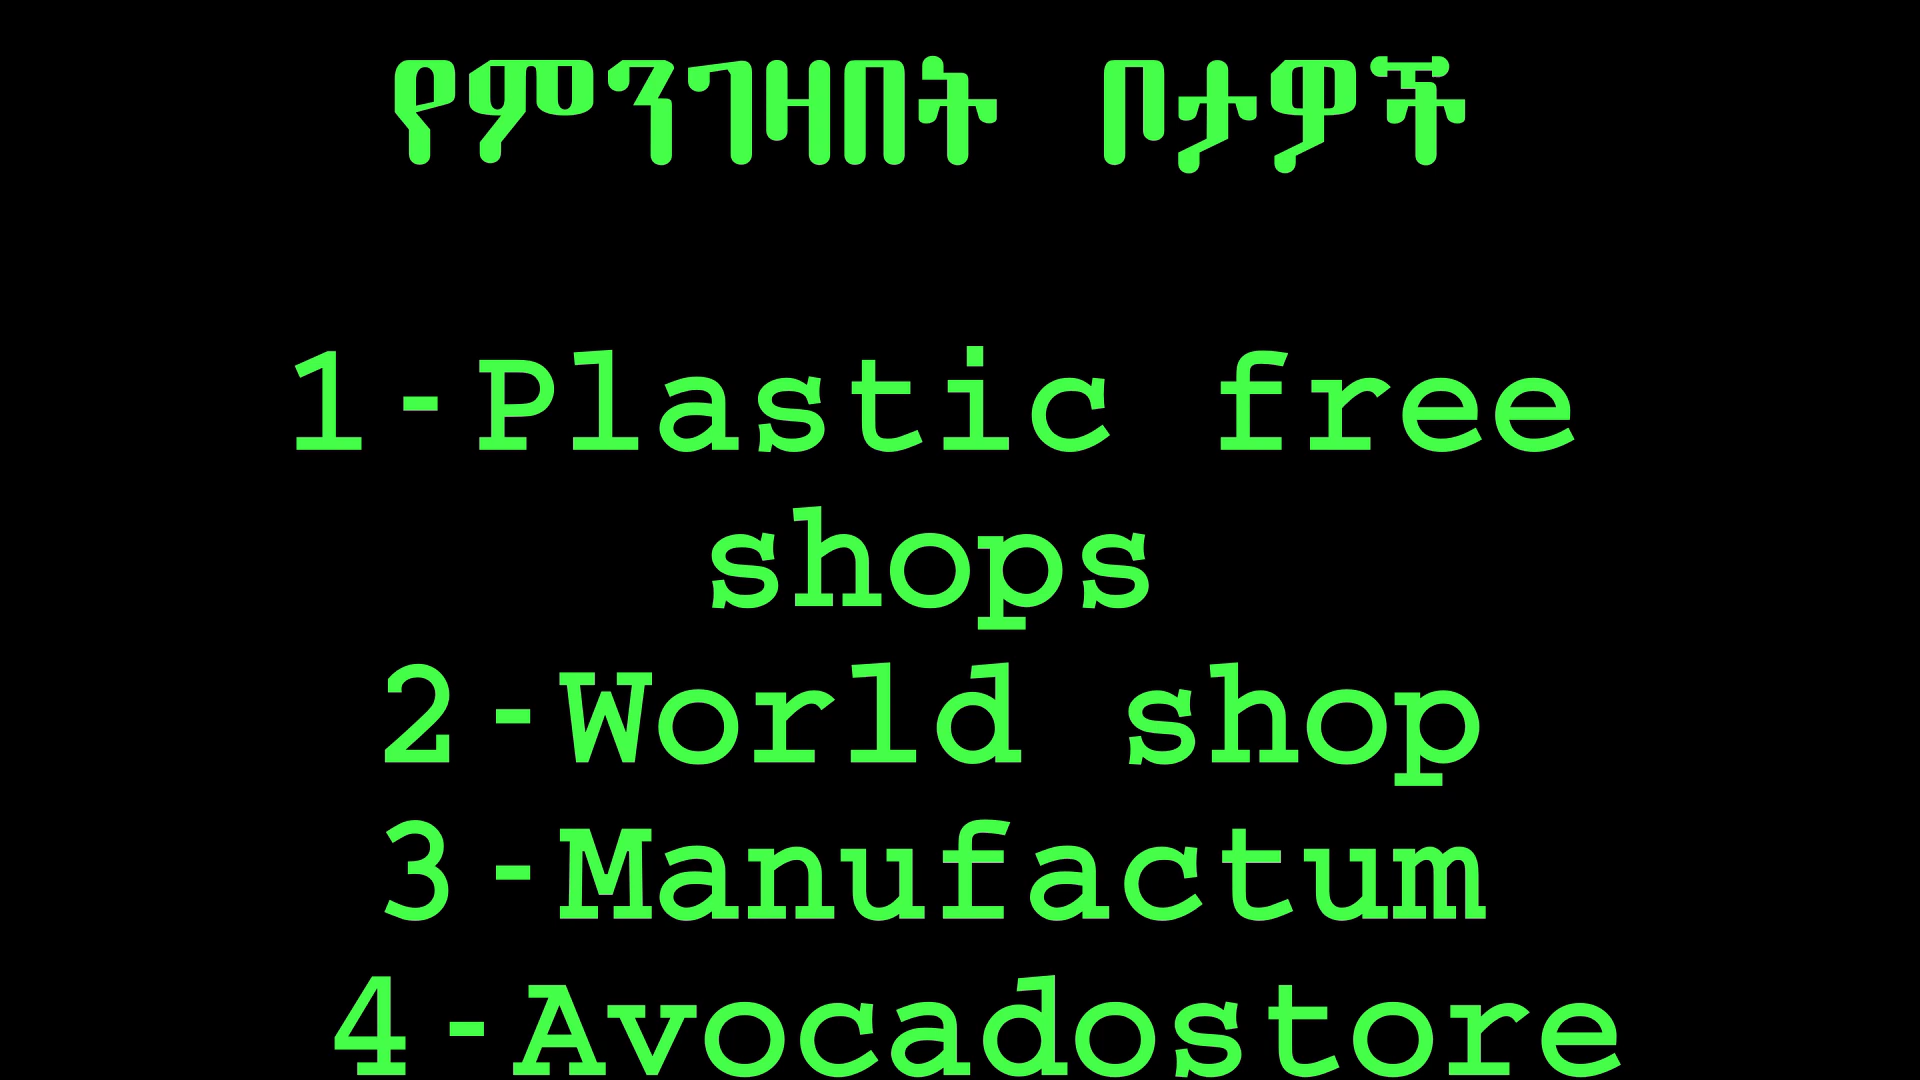 የምንገዛበት ቦታዎች
1-Plastic free
shops
2-World shop
3-Manufactum
4-Avocadostore